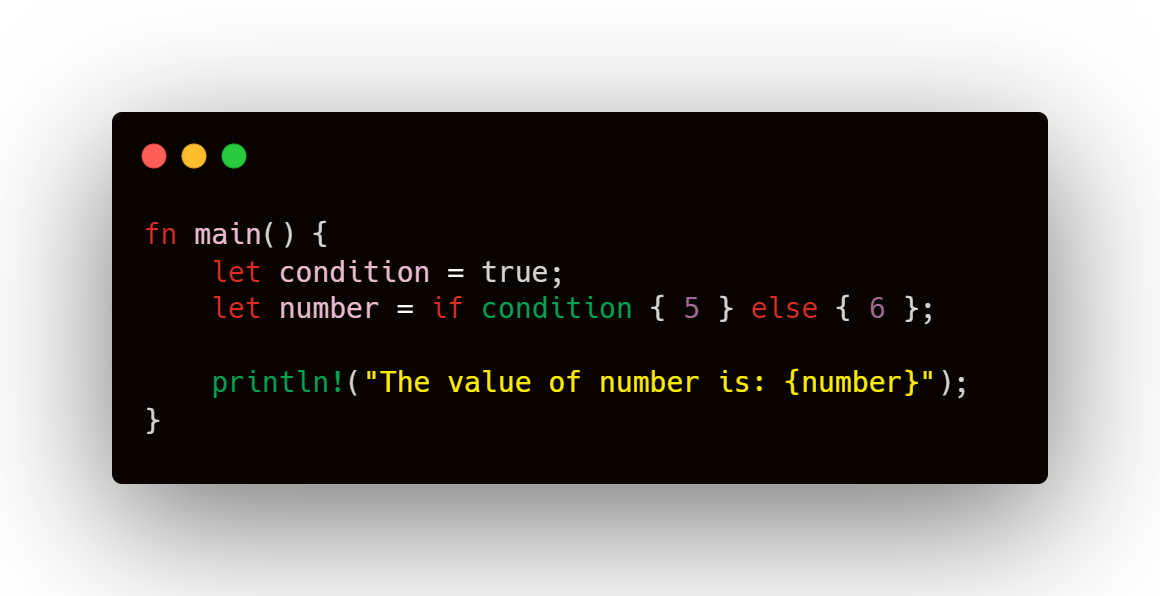 fn main() {
    let condition = true;
    let number = if condition { 5 } else { 6 };

    println!("The value of number is: {number}");
}